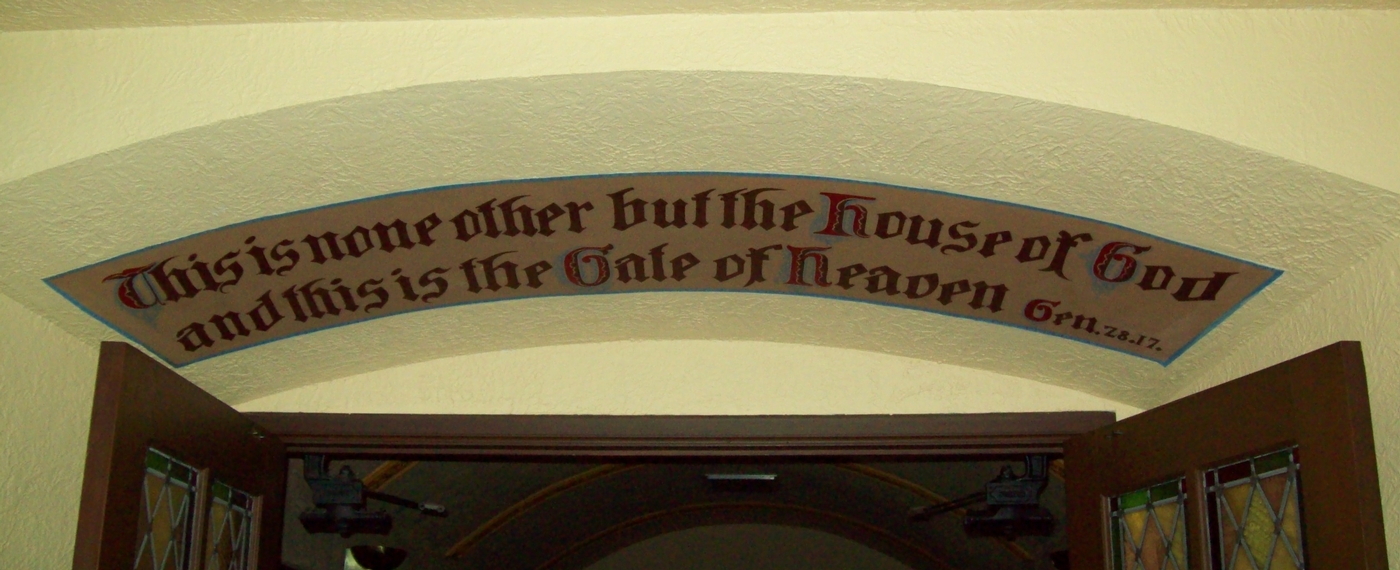 This is none other but the House of God
and this is the Gate of Heaven Gen. 28.17.